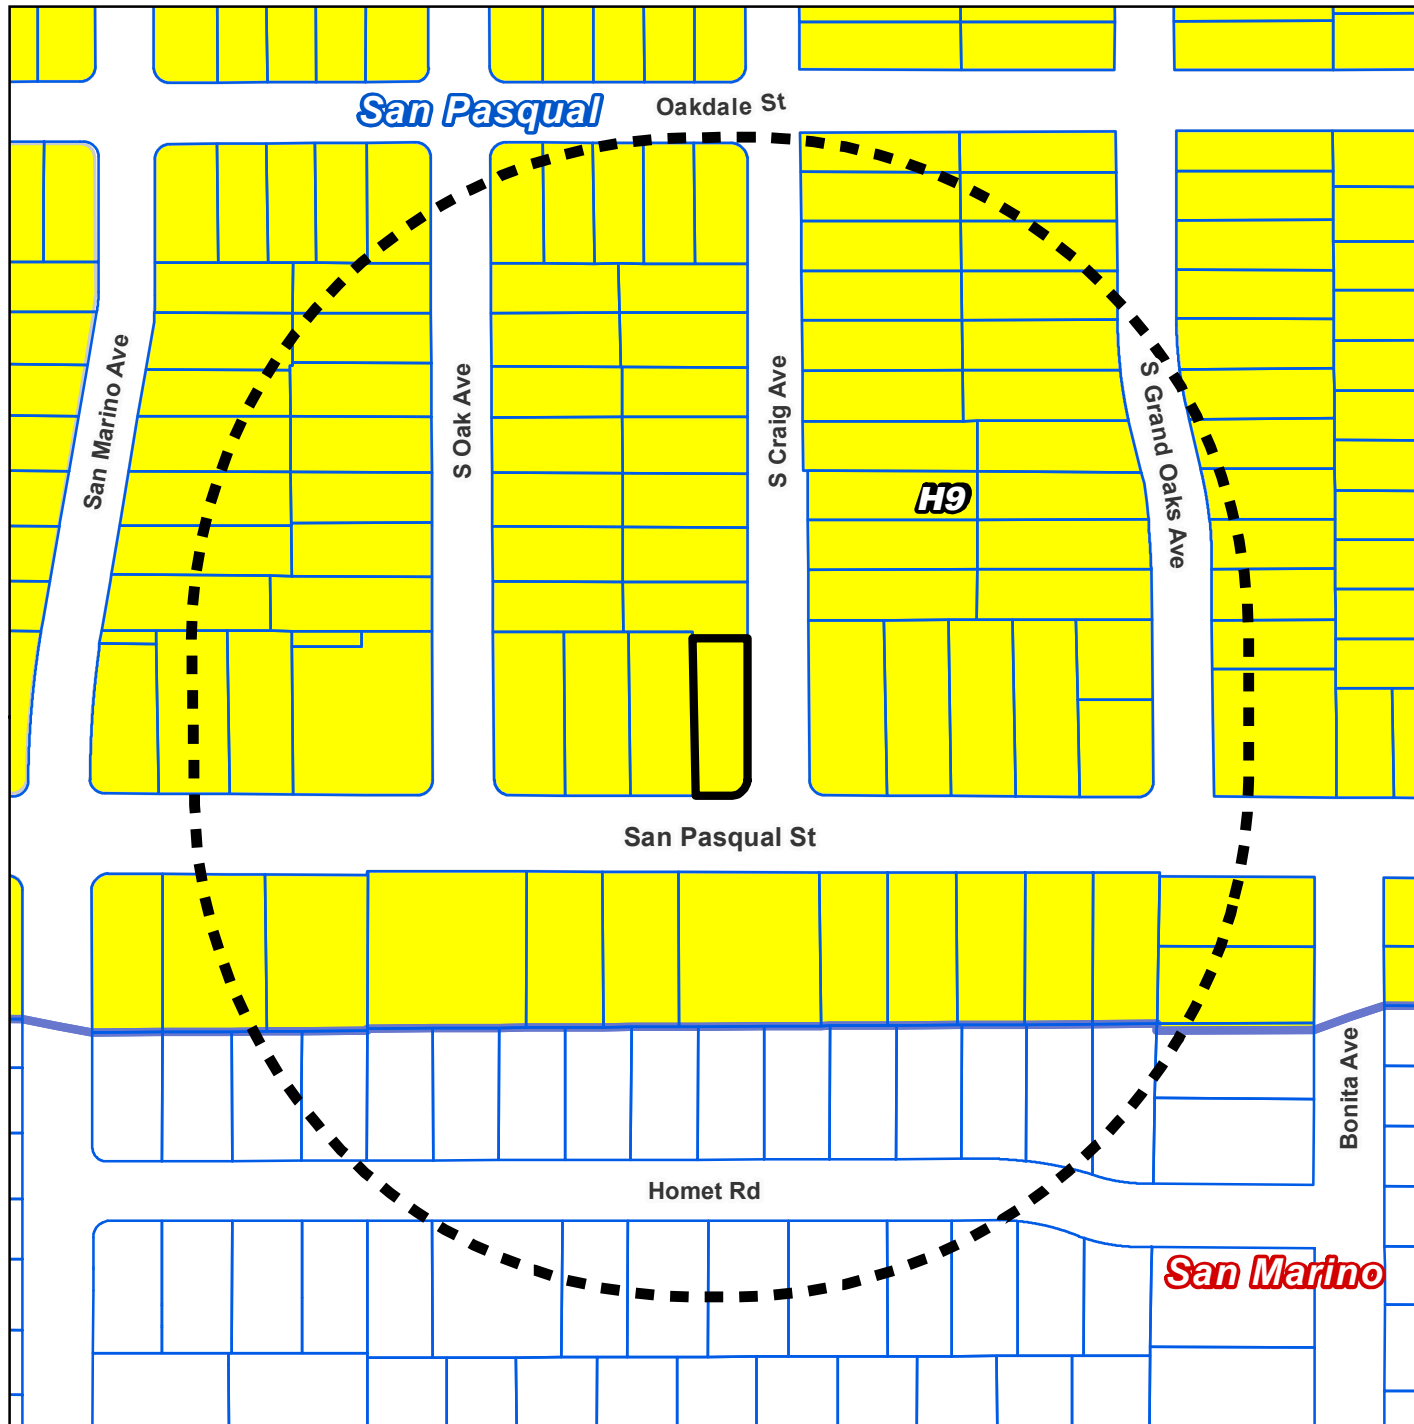 San Pasqual
Oakdale St
San Marino Ave
S Oak Ave
S Craig Ave
S Grand Oaks Ave
H9
San Pasqual St
Bonita Ave
Homet Rd
San Marino